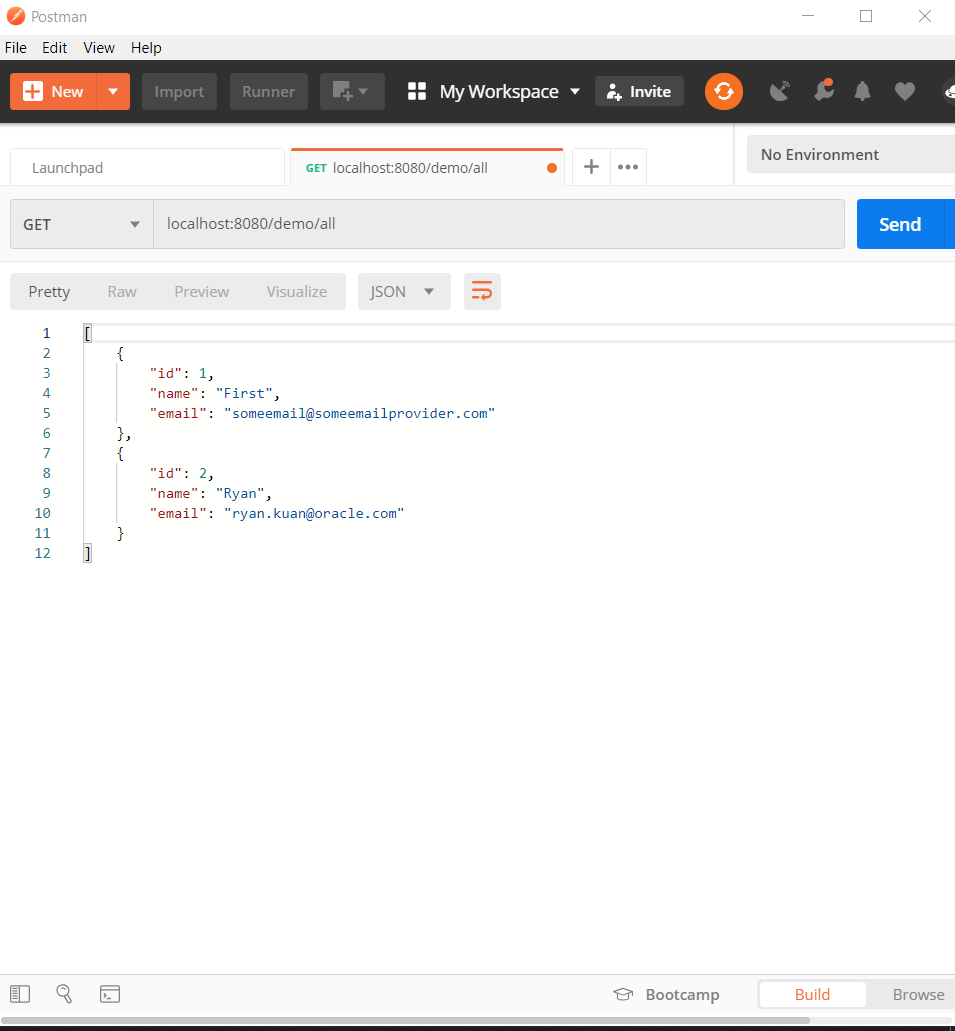 Postman
File Edit View Help
New Import Runner My Workspace Invite
Launchpad GET localhost:8080/demo/all No Environment
GET localhost:8080/demo/all Send
Pretty Raw Preview Visualize JSON
1 [
2 {
3 "id": 1,
4 "name": "First",
5 "email": "someemail@someemailprovider.com"
6 },
7 {
8 "id": 2,
9 "name": "Ryan",
10 "email": "ryan.kuan@oracle.com"
11 }
12 ]
Bootcamp Build Browse